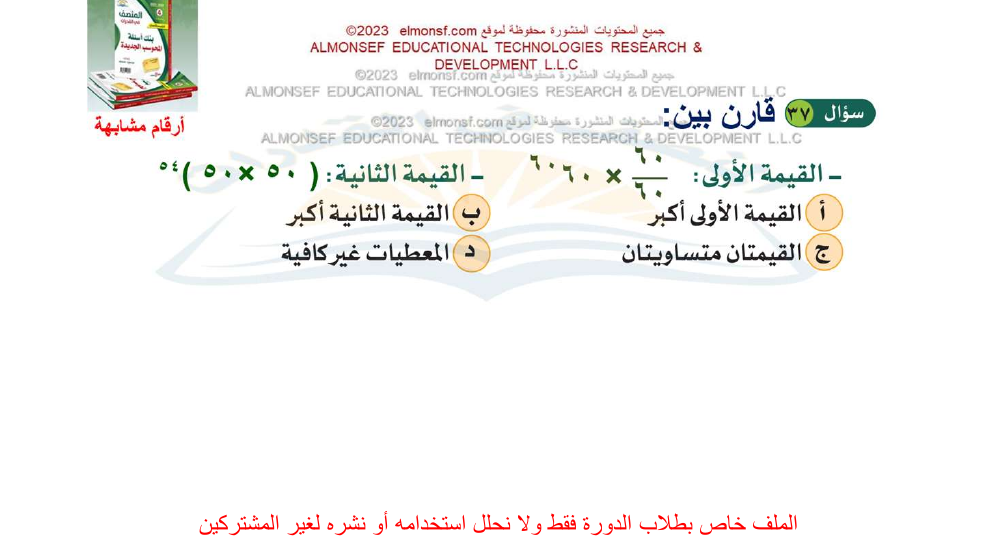 جميع المحتويات المنشورة محفوظة لموقع elmonsf.com ©2023
ALMONSEF EDUCATIONAL TECHNOLOGIES RESEARCH &
DEVELOPMENT L.L.C
جميع المحتويات المنشورة محفوظة لموقع elmonsf.com ©2023
ALMONSEF EDUCATIONAL TECHNOLOGIES RESEARCH & DEVELOPMENT L.L.C
المحتويات المنشورة محفوظة لموقع elmonsf.com ©2023
ALMONSEF EDUCATIONAL TECHNOLOGIES RESEARCH & DEVELOPMENT L.L.C
المنصف
بنك أسئلة
المحوسب الجديدة
أرقام مشابهة
سؤال ٣٧ قارن بين:
– القيمة الأولى: ٦٠/٦٠ × ٦٠^٦٠
– القيمة الثانية: (٥٠ × ٥٠)^٥٤
أ القيمة الأولى أكبر
ب القيمة الثانية أكبر
ج القيمتان متساويتان
د المعطيات غير كافية
الملف خاص بطلاب الدورة فقط ولا نحلل استخدامه أو نشره لغير المشتركين